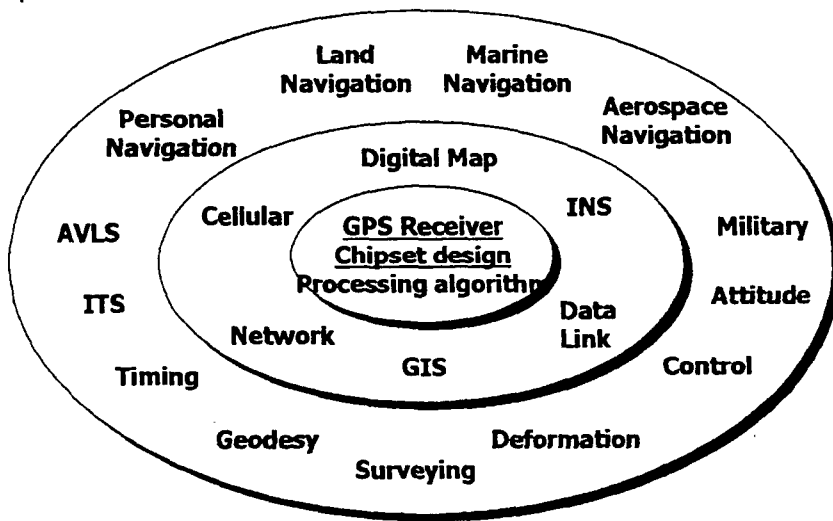 Land
Navigation
Marine
Navigation
Personal
Navigation
Aerospace
Navigation
Digital Map
Cellular
INS
AVLS
GPS Receiver
Chipset design
Processing algorithm
Military
ITS
Attitude
Network
Data
Link
GIS
Timing
Control
Geodesy
Deformation
Surveying